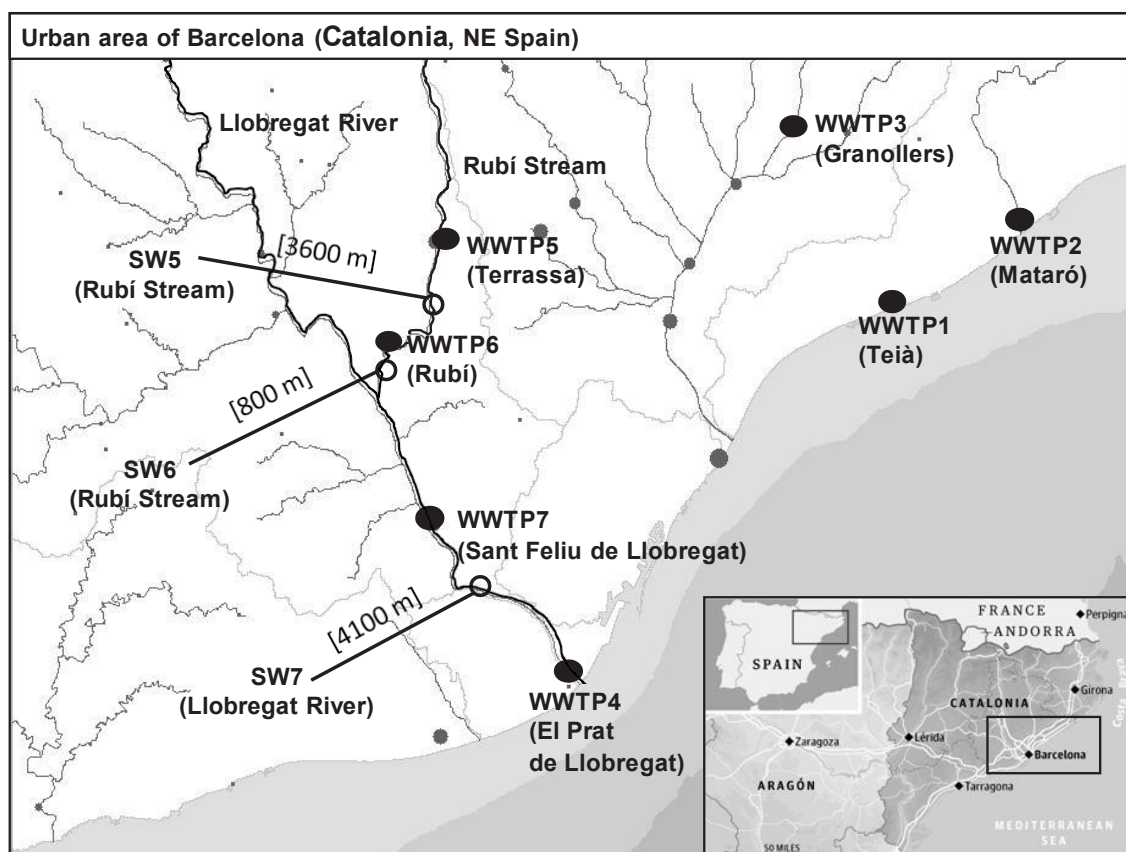 Urban area of Barcelona (Catalonia, NE Spain)
Llobregat River
Rubí Stream
WWTP3
(Granollers)
WWTP2
(Mataró)
WWTP1
(Teià)
WWTP5
(Terrassa)
[3600 m]
SW5
(Rubí Stream)
WWTP6
(Rubí)
[800 m]
SW6
(Rubí Stream)
WWTP7
(Sant Feliu de Llobregat)
[4100 m]
SW7
(Llobregat River)
WWTP4
(El Prat
de Llobregat)
SPAIN
FRANCE
ANDORRA
Perpigna
Girona
Costa Brava
CATALONIA
Lérida
Zaragoza
Barcelona
ARAGÓN
Tarragona
MEDITERRANEAN
SEA
50 MILES